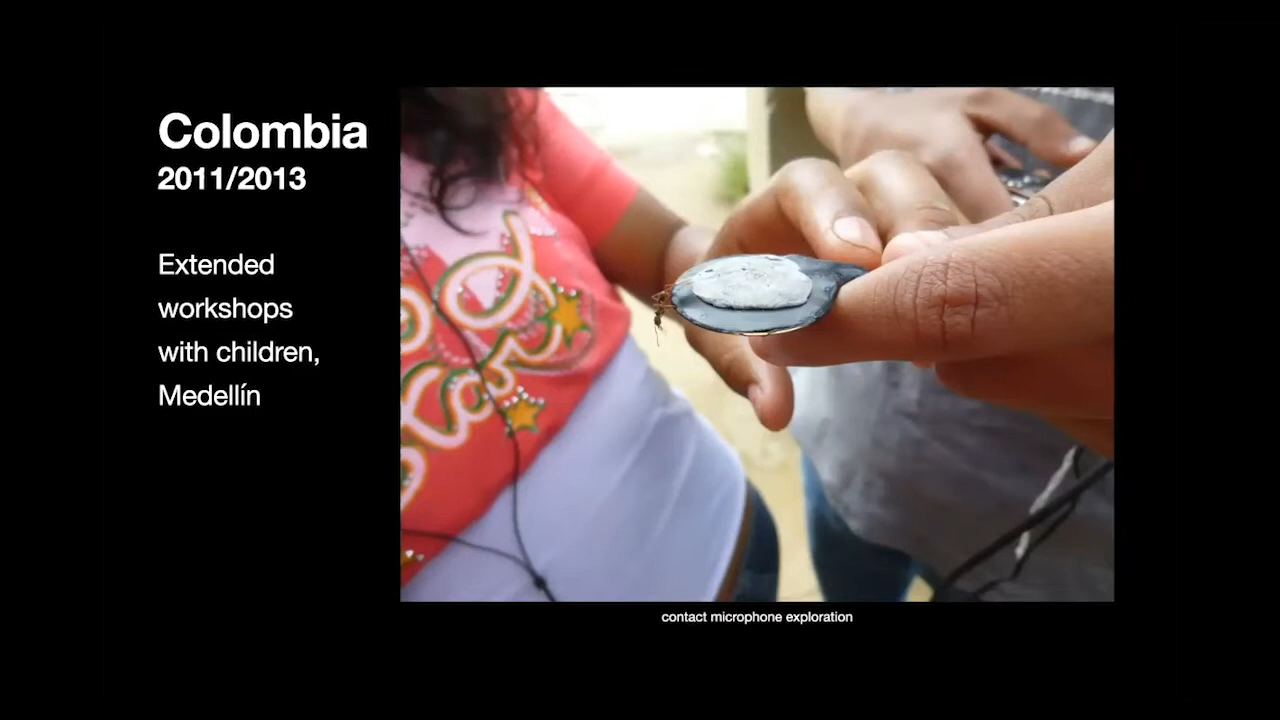 Colombia
2011/2013
Extended
workshops
with children,
Medellín
contact microphone exploration